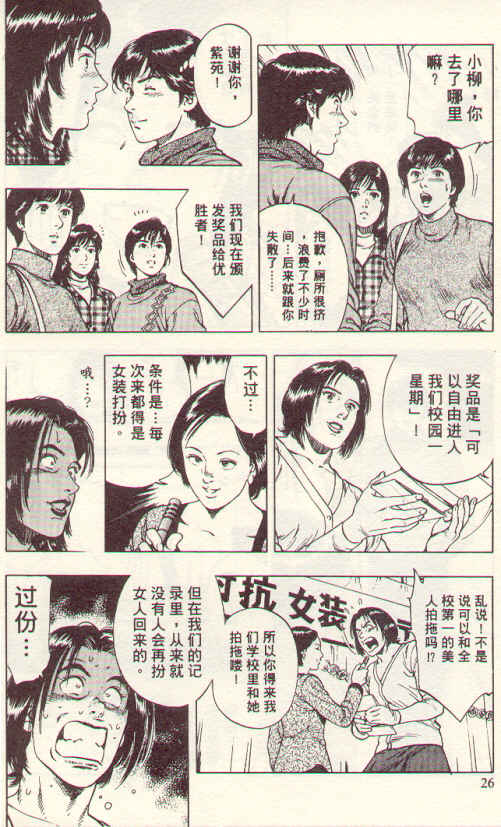 小柳，你
去了哪里
嘛？
抱歉，厕所很挤
，浪费了不少时
间…后来就跟你
失散了……
谢谢你，
紫苑！
我们现在颁
发奖品给优
胜者！
奖品是「可
以自由进入
我们校园一
星期」！
不过…
条件是…每
次来都得是
女装打扮。
哦…?
乱说！不是
说可以和全
校第一的美
人拍拖吗!?
对抗 女装
所以你得来我
们学校里和她
拍拖喽！
但在我们的记
录里，从来就
没有人会再扮
女人回来的。
过份…
26